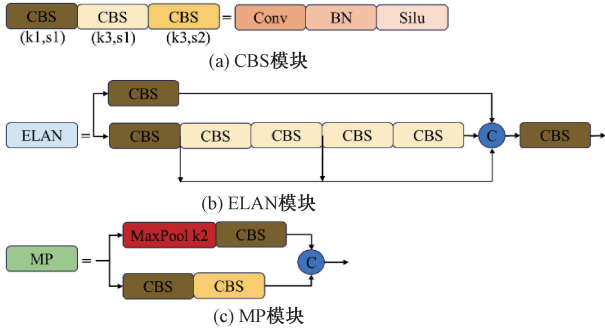 CBS CBS CBS = Conv BN Silu
(k1,s1) (k3,s1) (k3,s2)
(a) CBS模块
CBS
ELAN = CBS CBS CBS CBS CBS C CBS
(b) ELAN模块
MaxPool k2 CBS
MP = C
CBS CBS
(c) MP模块